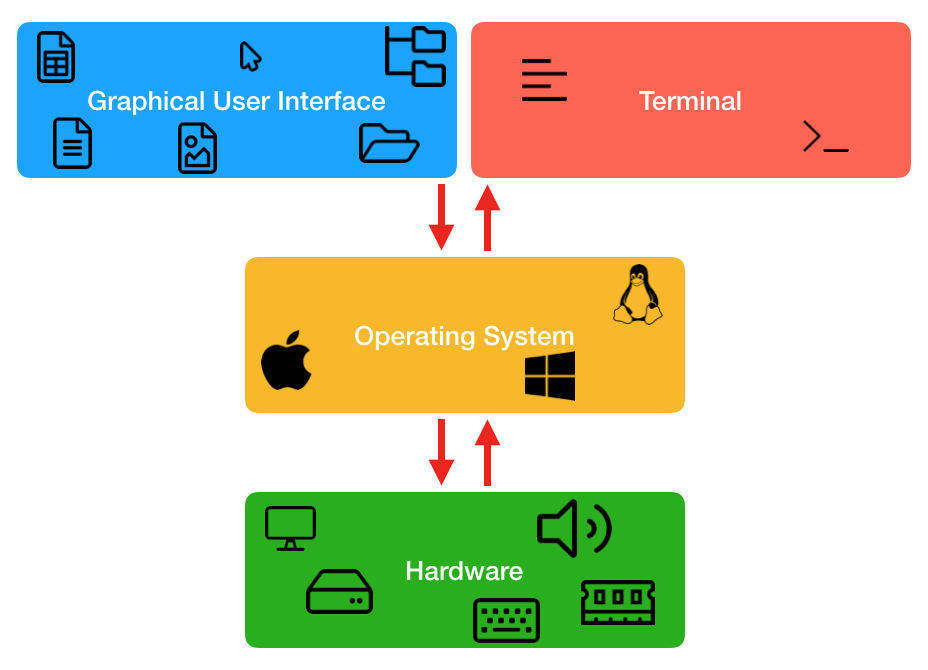 Graphical User Interface
Terminal
Operating System
Hardware